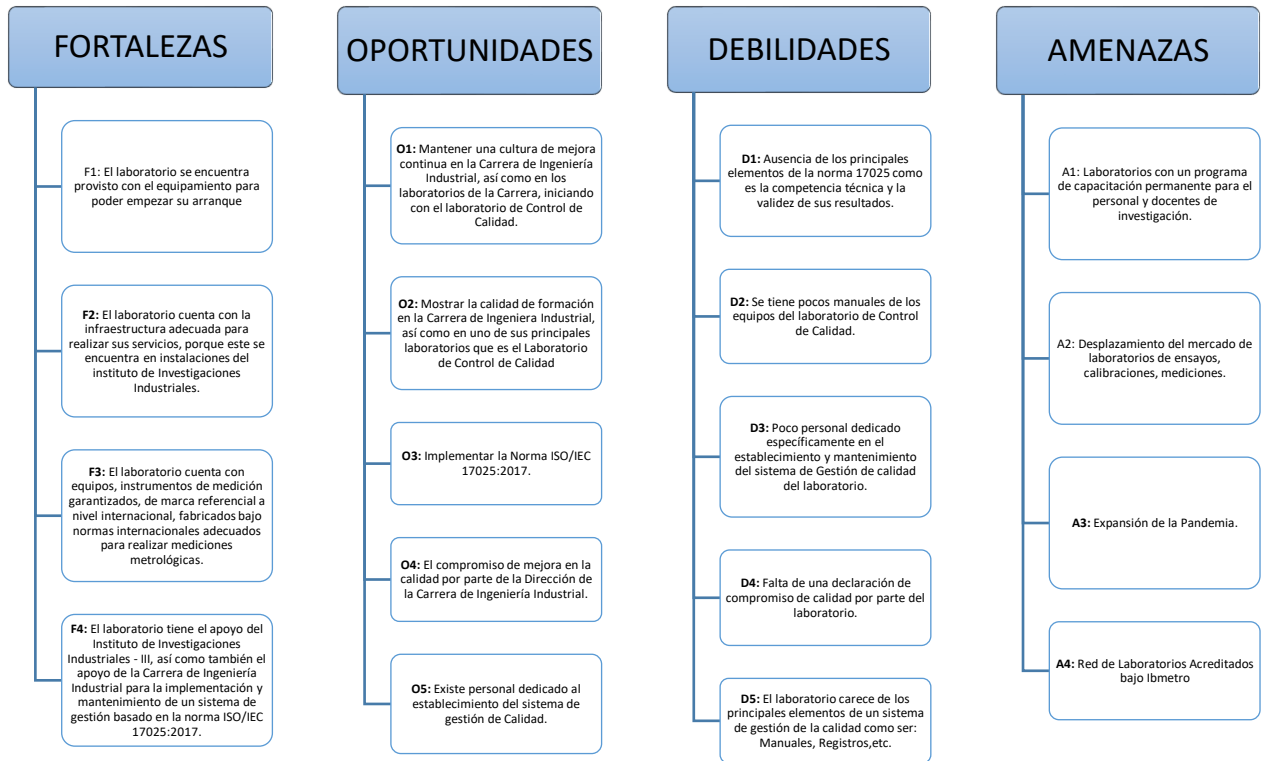 FORTALEZAS
F1: El laboratorio se encuentra
provisto con el equipamiento para
poder empezar su arranque
F2: El laboratorio cuenta con la
infraestructura adecuada para
realizar sus servicios, porque este se
encuentra en instalaciones del
instituto de Investigaciones
Industriales.
F3: El laboratorio cuenta con
equipos, instrumentos de medición
garantizados, de marca referencial a
nivel internacional, fabricados bajo
normas internacionales adecuados
para realizar mediciones
metrológicas.
F4: El laboratorio tiene el apoyo del
Instituto de Investigaciones
Industriales - III, así como también el
apoyo de la Carrera de Ingeniería
Industrial para la implementación y
mantenimiento de un sistema de
gestión basado en la norma ISO/IEC
17025:2017.
OPORTUNIDADES
O1: Mantener una cultura de mejora
continua en la Carrera de Ingeniería
Industrial, así como en los
laboratorios de la Carrera, iniciando
con el laboratorio de Control de
Calidad.
O2: Mostrar la calidad de formación
en la Carrera de Ingeniera Industrial,
así como en uno de sus principales
laboratorios que es el Laboratorio
de Control de Calidad
O3: Implementar la Norma ISO/IEC
17025:2017.
O4: El compromiso de mejora en la
calidad por parte de la Dirección de
la Carrera de Ingeniería Industrial.
O5: Existe personal dedicado al
establecimiento del sistema de
gestión de Calidad.
DEBILIDADES
D1: Ausencia de los principales
elementos de la norma 17025 como
es la competencia técnica y la
validez de sus resultados.
D2: Se tiene pocos manuales de los
equipos del laboratorio de Control
de Calidad.
D3: Poco personal dedicado
específicamente en el
establecimiento y mantenimiento
del sistema de Gestión de calidad
del laboratorio.
D4: Falta de una declaración de
compromiso de calidad por parte del
laboratorio.
D5: El laboratorio carece de los
principales elementos de un sistema
de gestión de la calidad como ser:
Manuales, Registros,etc.
AMENAZAS
A1: Laboratorios con un programa
de capacitación permanente para el
personal y docentes de
investigación.
A2: Desplazamiento del mercado de
laboratorios de ensayos,
calibraciones, mediciones.
A3: Expansión de la Pandemia.
A4: Red de Laboratorios Acreditados
bajo Ibmetro